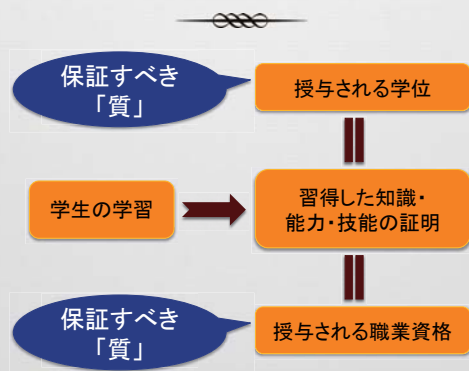 保証すべき
「質」
授与される学位
学生の学習
習得した知識・
能力・技能の証明
保証すべき
「質」
授与される職業資格